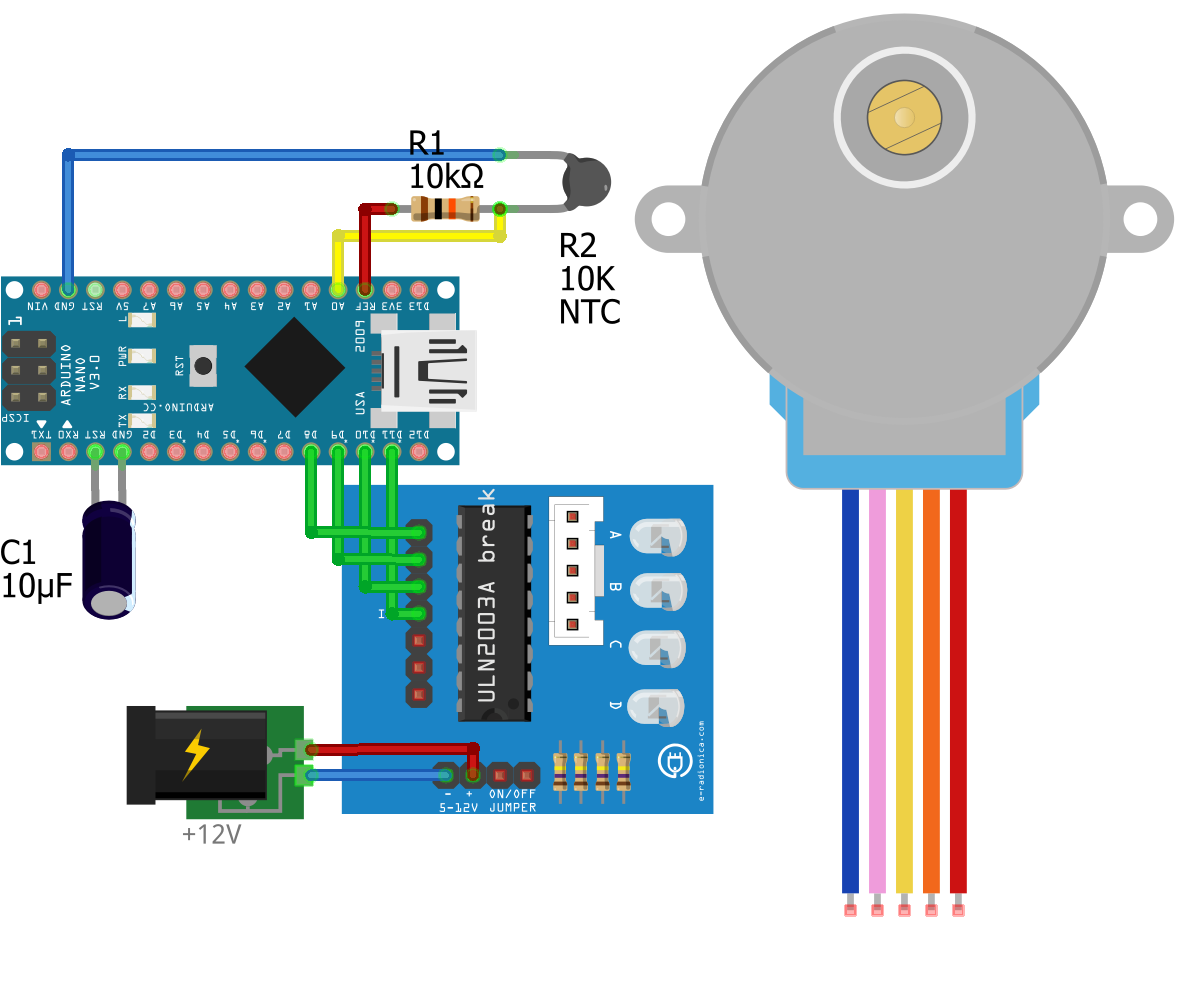 R1
10kΩ
R2
10K
NTC
VIN GND RST 5V A7 A6 A5 A4 A3 A2 A1 A0 REF 3V3 D13
L
PWR
RX
TX
RST
1
ARDUINO
NANO
V3.0
ARDUINO.CC
ICSP
USA
TX1 RX0 RST GND D2 D3 D4 D5 D6 D7 D8 D9 D10 D11 D12
C1
10µF
I
ULN2003A break
A
B
C
D
e-radionica.com
- + ON/OFF
5-12V JUMPER
+12V